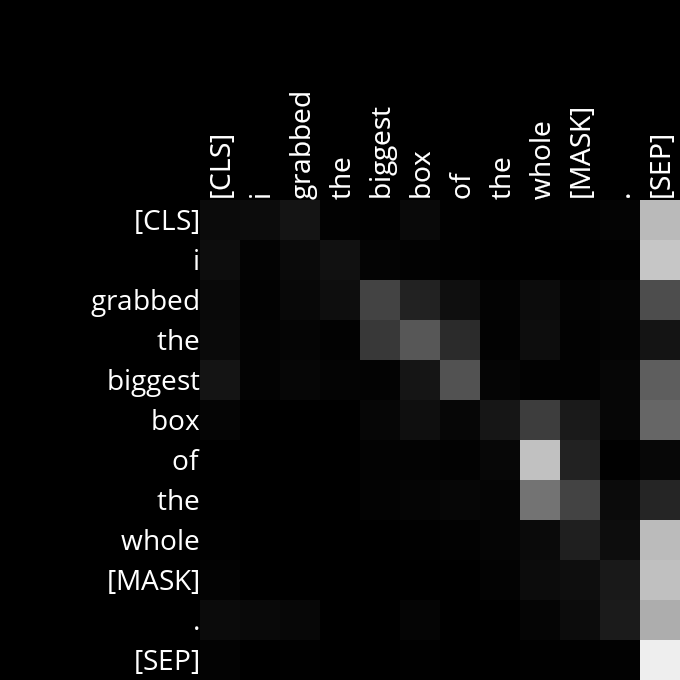 [CLS] i grabbed the biggest box of the whole [MASK] . [SEP]
[CLS]
i
grabbed
the
biggest
box
of
the
whole
[MASK]
.
[SEP]